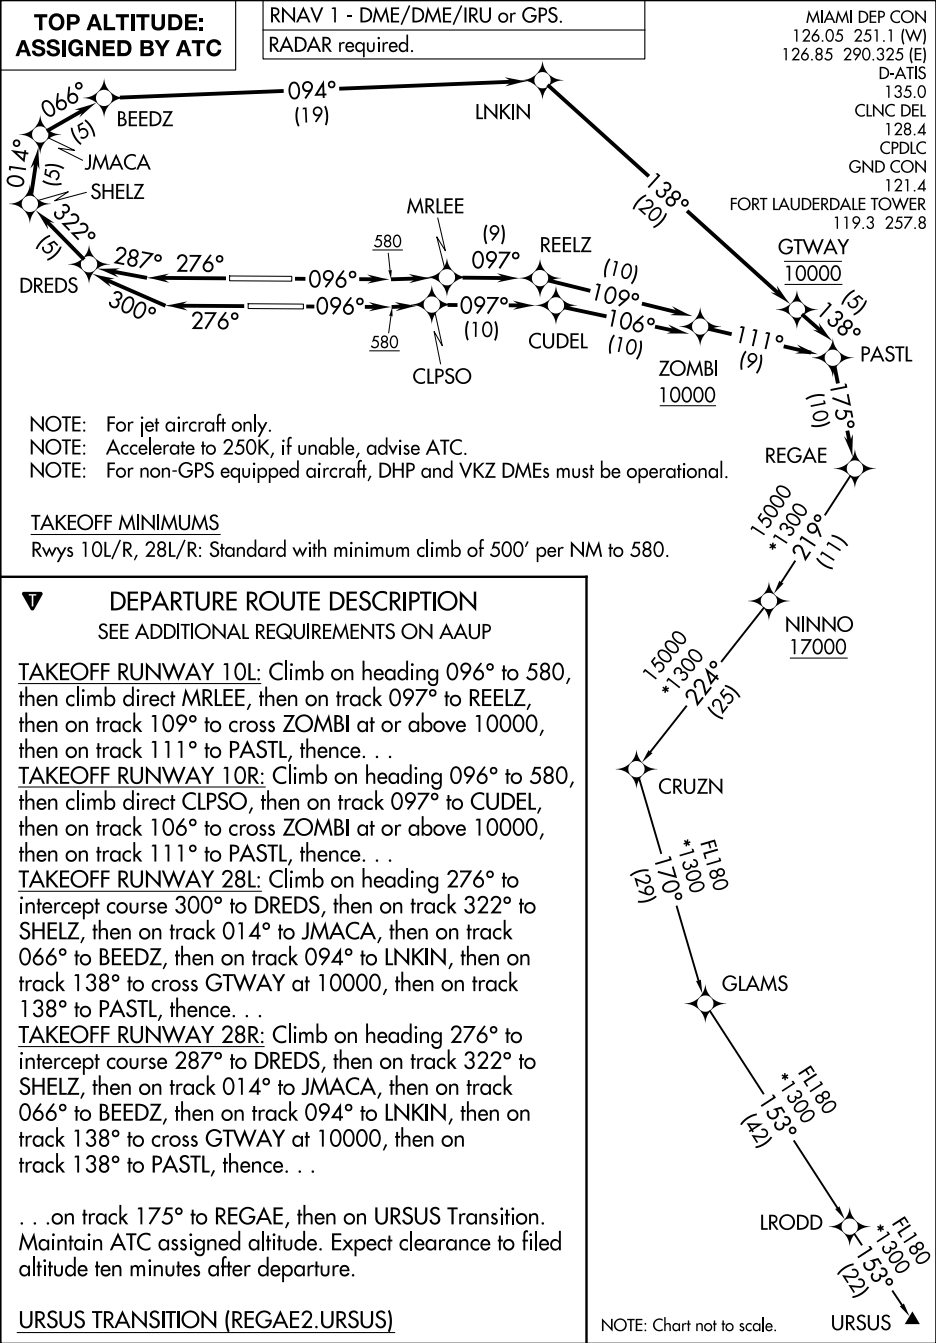 TOP ALTITUDE:
ASSIGNED BY ATC
RNAV 1 - DME/DME/IRU or GPS.
RADAR required.
MIAMI DEP CON
126.05 251.1 (W)
126.85 290.325 (E)
D-ATIS
135.0
CLNC DEL
128.4
CPDLC
GND CON
121.4
FORT LAUDERDALE TOWER
119.3 257.8
066°
(5)
BEEDZ
094°
(19)
LNKIN
014°
(5)
JMACA
SHELZ
138°
(20)
322°
(5)
DREDS
287°
276°
300°
276°
096°
096°
580
580
MRLEE
(9)
097°
REELZ
(10)
109°
097°
(10)
CLPSO
CUDEL
106°
(10)
ZOMBI
10000
111°
(9)
GTWAY
10000
(5)
138°
PASTL
175°
(10)
REGAE
NOTE: For jet aircraft only.
NOTE: Accelerate to 250K, if unable, advise ATC.
NOTE: For non-GPS equipped aircraft, DHP and VKZ DMEs must be operational.
TAKEOFF MINIMUMS
Rwys 10L/R, 28L/R: Standard with minimum climb of 500' per NM to 580.
15000
*1300
219°
(11)
NINNO
17000
15000
*1300
224°
(25)
CRUZN
FL180
*1300
170°
(29)
GLAMS
FL180
*1300
153°
(42)
LRODD
FL180
*1300
153°
(22)
URSUS
T
DEPARTURE ROUTE DESCRIPTION
SEE ADDITIONAL REQUIREMENTS ON AAUP
TAKEOFF RUNWAY 10L: Climb on heading 096° to 580,
then climb direct MRLEE, then on track 097° to REELZ,
then on track 109° to cross ZOMBI at or above 10000,
then on track 111° to PASTL, thence. . .
TAKEOFF RUNWAY 10R: Climb on heading 096° to 580,
then climb direct CLPSO, then on track 097° to CUDEL,
then on track 106° to cross ZOMBI at or above 10000,
then on track 111° to PASTL, thence. . .
TAKEOFF RUNWAY 28L: Climb on heading 276° to
intercept course 300° to DREDS, then on track 322° to
SHELZ, then on track 014° to JMACA, then on track
066° to BEEDZ, then on track 094° to LNKIN, then on
track 138° to cross GTWAY at 10000, then on track
138° to PASTL, thence. . .
TAKEOFF RUNWAY 28R: Climb on heading 276° to
intercept course 287° to DREDS, then on track 322° to
SHELZ, then on track 014° to JMACA, then on track
066° to BEEDZ, then on track 094° to LNKIN, then on
track 138° to cross GTWAY at 10000, then on
track 138° to PASTL, thence. . .
. . .on track 175° to REGAE, then on URSUS Transition.
Maintain ATC assigned altitude. Expect clearance to filed
altitude ten minutes after departure.
URSUS TRANSITION (REGAE2.URSUS)
NOTE: Chart not to scale.